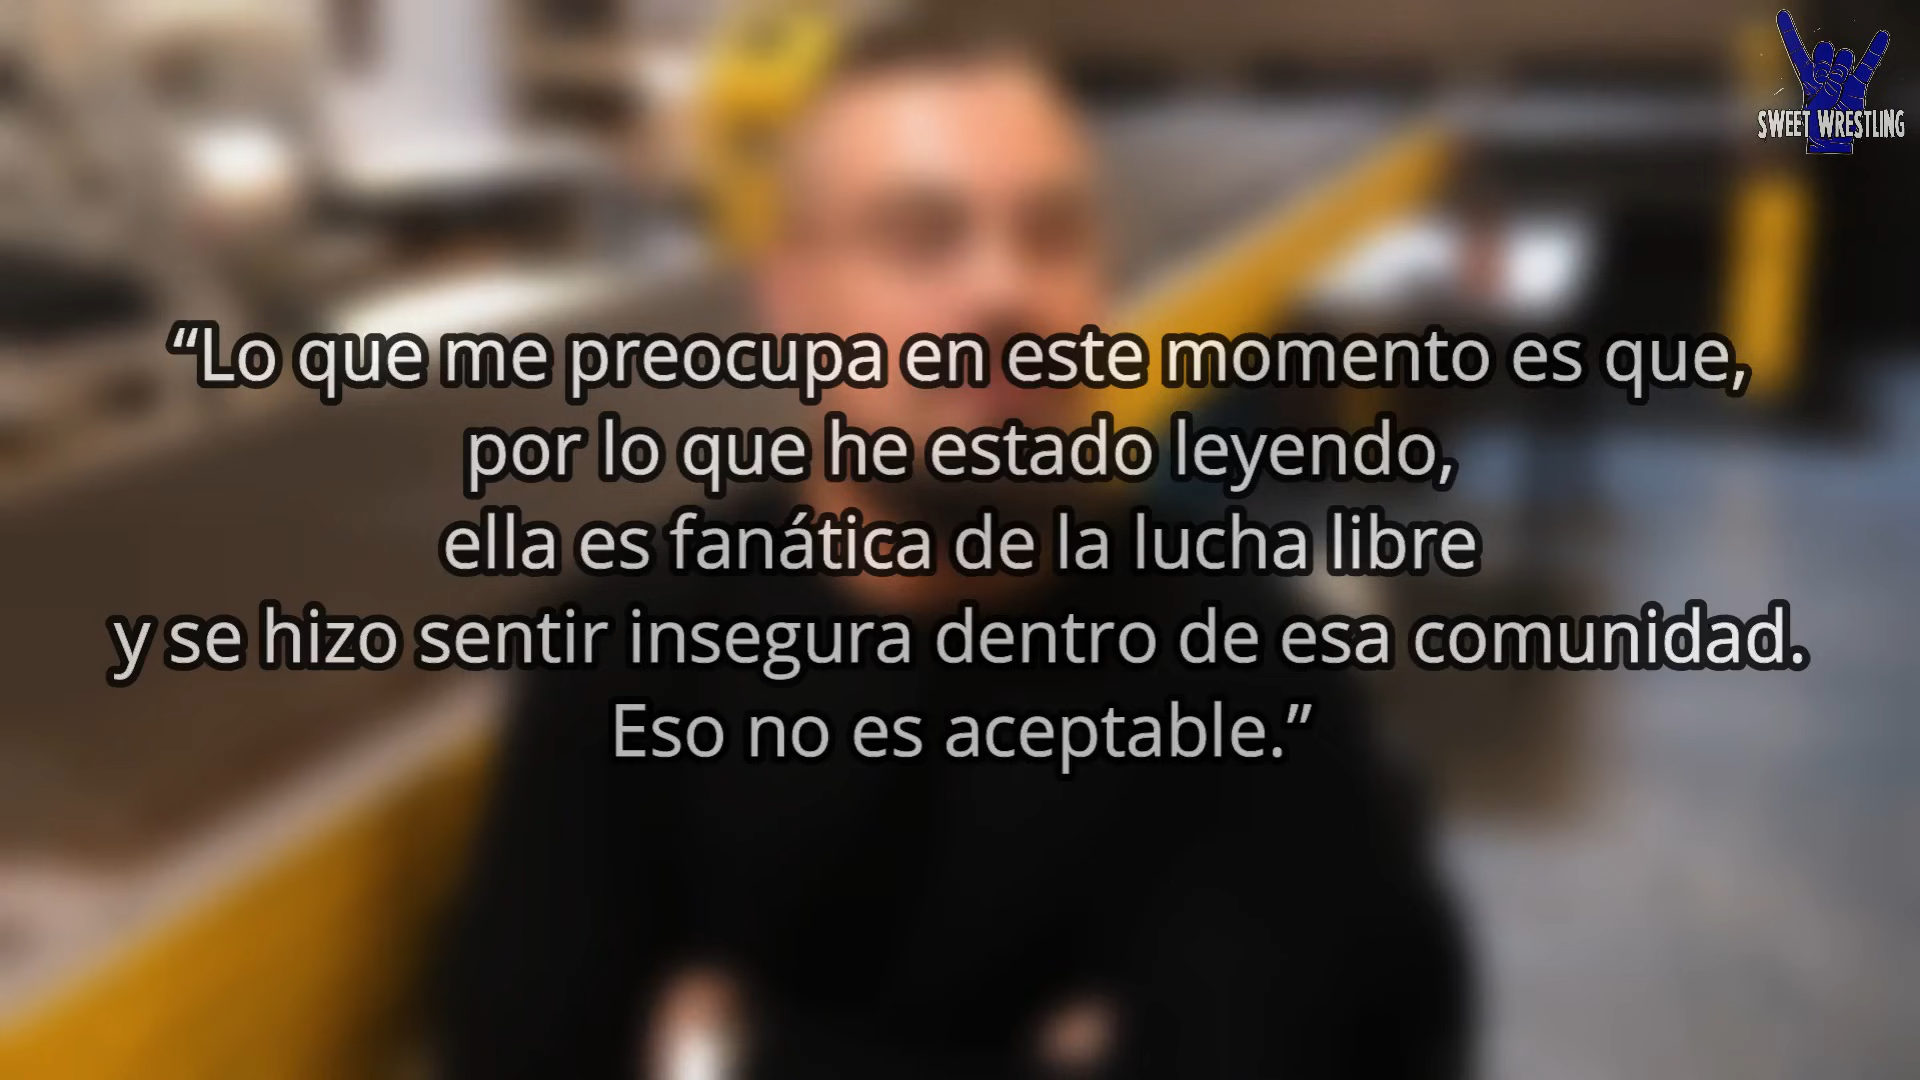 SWEET WRESTLING
“Lo que me preocupa en este momento es que,
por lo que he estado leyendo,
ella es fanática de la lucha libre
y se hizo sentir insegura dentro de esa comunidad.
Eso no es aceptable.”